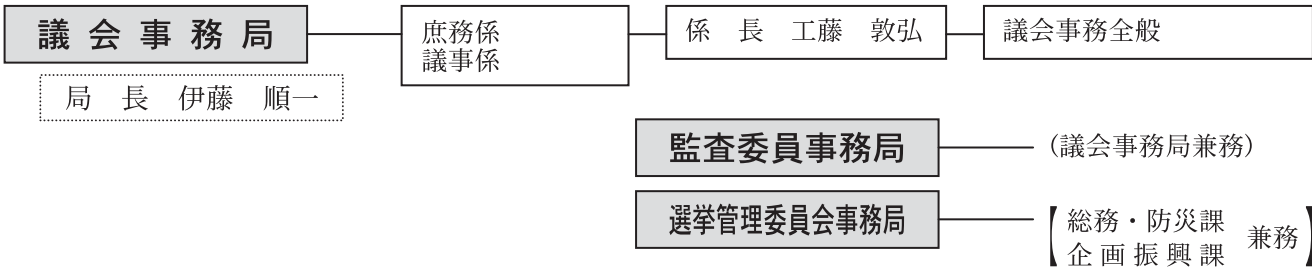 議会事務局
庶務係
議事係
係　長　工藤　敦弘
議会事務全般
局　長　伊藤　順一
監査委員事務局
（議会事務局兼務）
選挙管理委員会事務局
【総務・防災課
企画振興課
兼務】